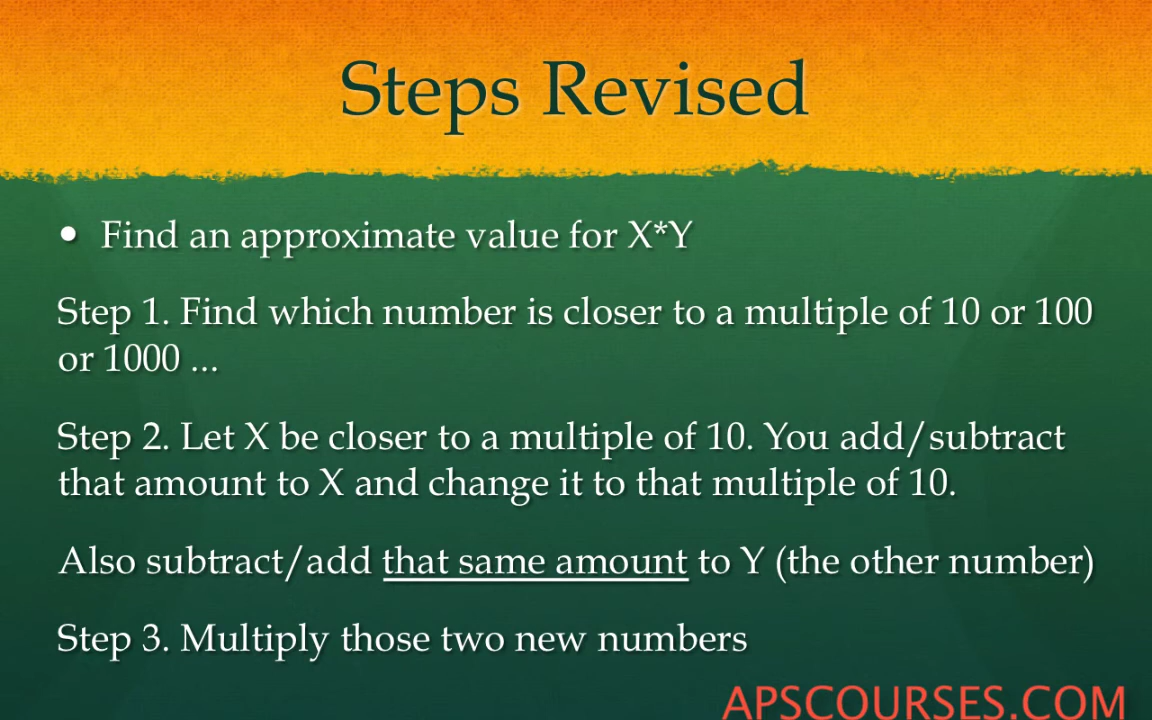 Steps Revised
• Find an approximate value for X*Y
Step 1. Find which number is closer to a multiple of 10 or 100
or 1000 ...
Step 2. Let X be closer to a multiple of 10. You add/subtract
that amount to X and change it to that multiple of 10.
Also subtract/add that same amount to Y (the other number)
Step 3. Multiply those two new numbers
APSCOURSES.COM